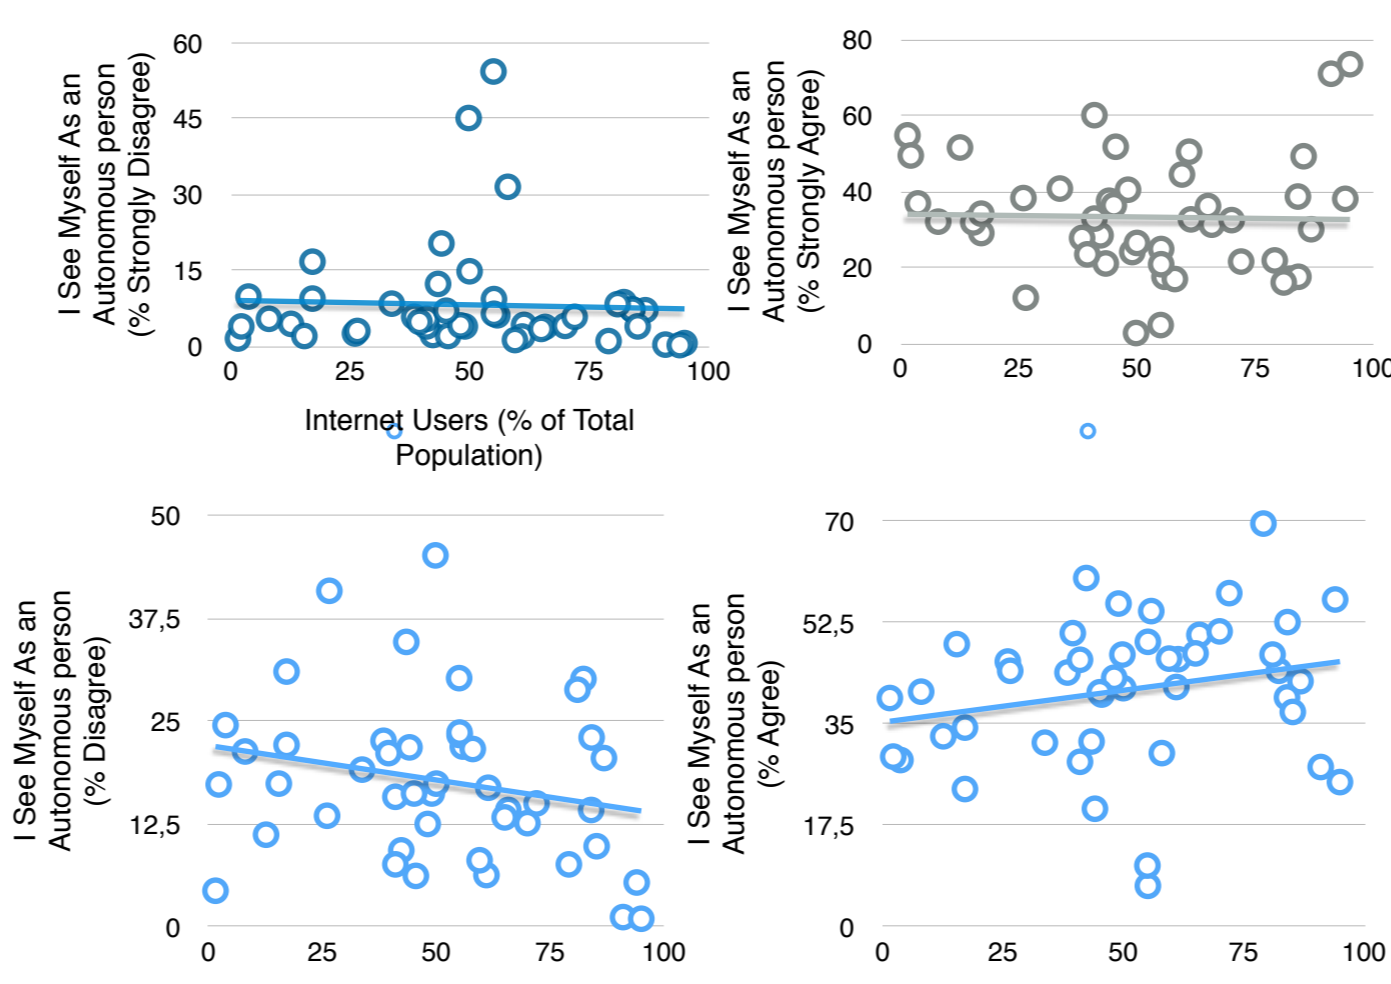 I See Myself As an
Autonomous person
(% Strongly Disagree)
60
45
30
15
0
0 25 50 75 100
Internet Users (% of Total
Population)
I See Myself As an
Autonomous person
(% Strongly Agree)
80
60
40
20
0
0 25 50 75 100
I See Myself As an
Autonomous person
(% Disagree)
50
37,5
25
12,5
0
0 25 50 75 100
I See Myself As an
Autonomous person
(% Agree)
70
52,5
35
17,5
0
0 25 50 75 100